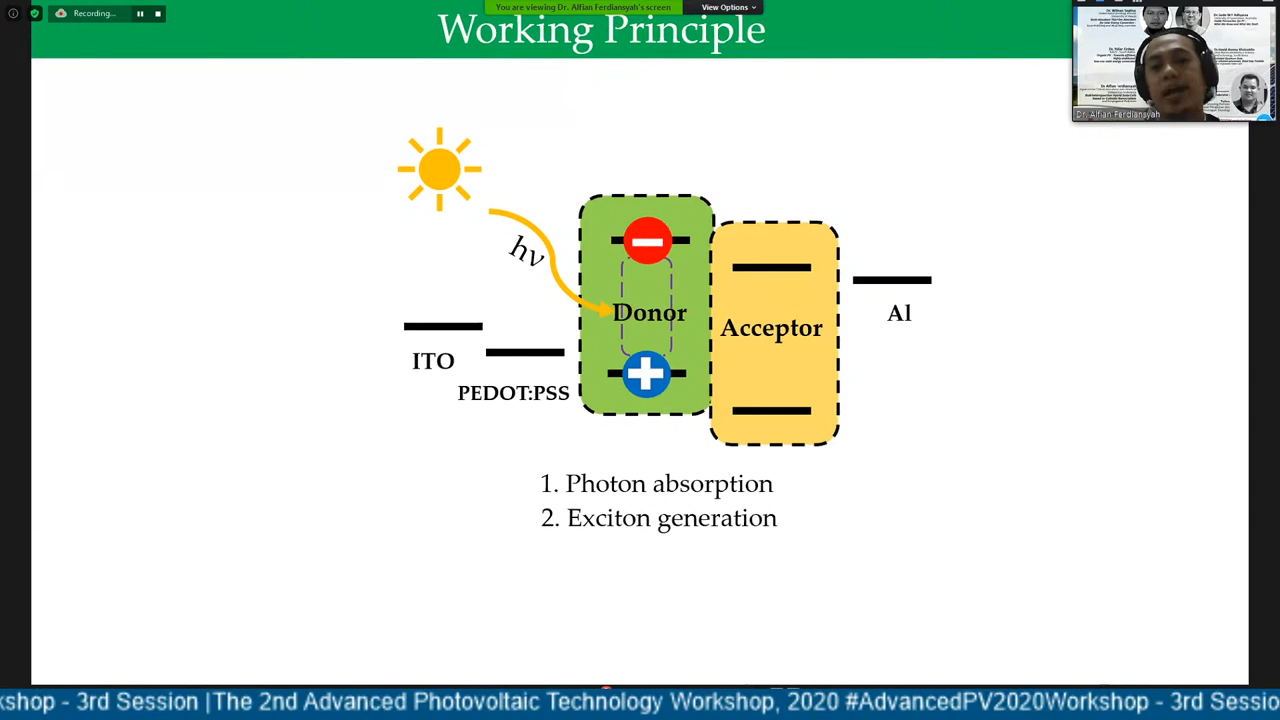 Recording...
You are viewing Dr. Alfian Ferdiansyah's screen
View Options
Working Principle
Dr. Alfian Ferdiansyah
hν
Donor
Acceptor
Al
ITO
PEDOT:PSS
1. Photon absorption
2. Exciton generation
kshop - 3rd Session |The 2nd Advanced Photovoltaic Technology Workshop, 2020 #AdvancedPV2020Workshop - 3rd Sessio